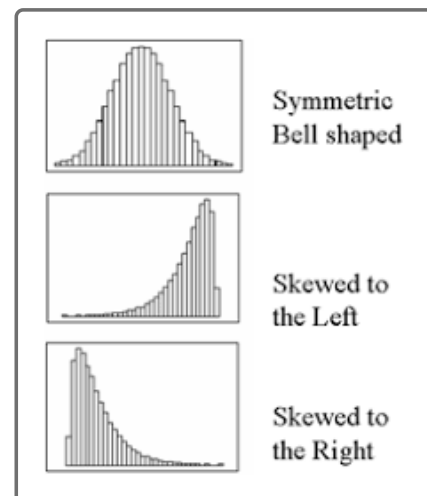 Symmetric
Bell shaped
Skewed to
the Left
Skewed to
the Right